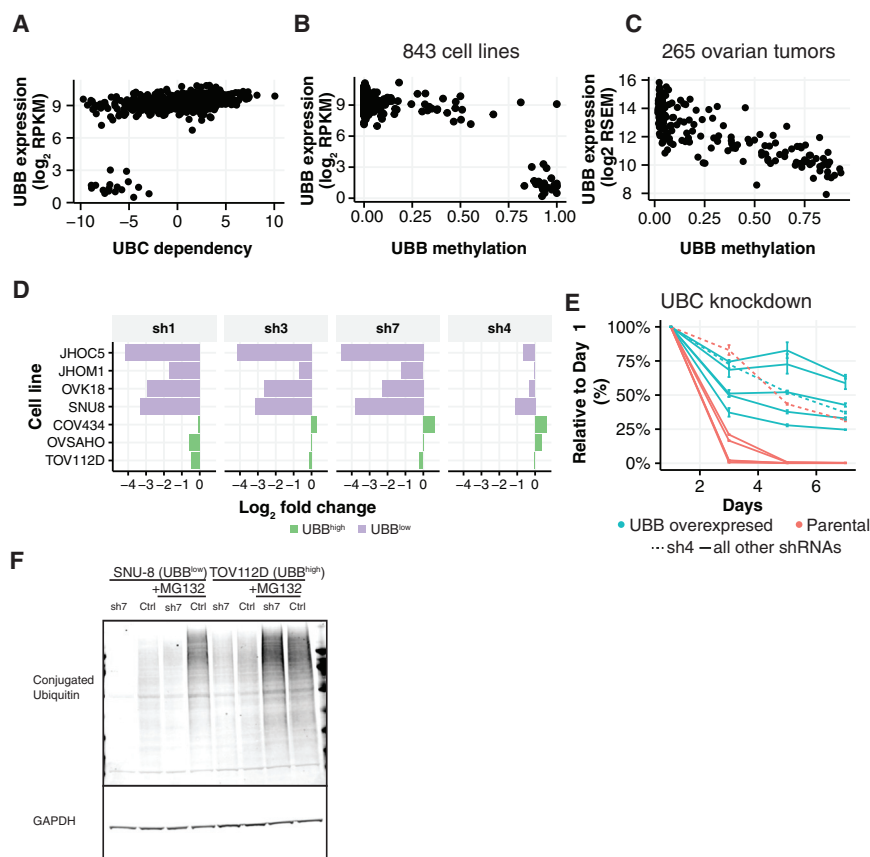 A
UBB expression
(log2 RPKM)
9
6
3
0
−10
−5
0
5
10
UBC dependency
B
843 cell lines
UBB expression
(log2 RPKM)
12
9
6
3
0
0.00
0.25
0.50
0.75
1.00
UBB methylation
C
265 ovarian tumors
UBB expression
(log2 RSEM)
16
14
12
10
8
0.00
0.25
0.50
0.75
UBB methylation
D
sh1
sh3
sh7
sh4
Cell line
JHOC5
JHOM1
OVK18
SNU8
COV434
OVSAHO
TOV112D
−4 −3 −2 −1 0
−4 −3 −2 −1 0
−4 −3 −2 −1 0
−4 −3 −2 −1 0
Log2 fold change
UBBhigh UBBlow
E
UBC knockdown
Relative to Day 1
(%)
100%
75%
50%
25%
0%
2
4
6
Days
UBB overexpresed Parental
sh4 all other shRNAs
F
SNU-8 (UBBlow) TOV112D (UBBhigh)
+MG132 +MG132
sh7 Ctrl sh7 Ctrl sh7 Ctrl sh7 Ctrl
Conjugated
Ubiquitin
GAPDH